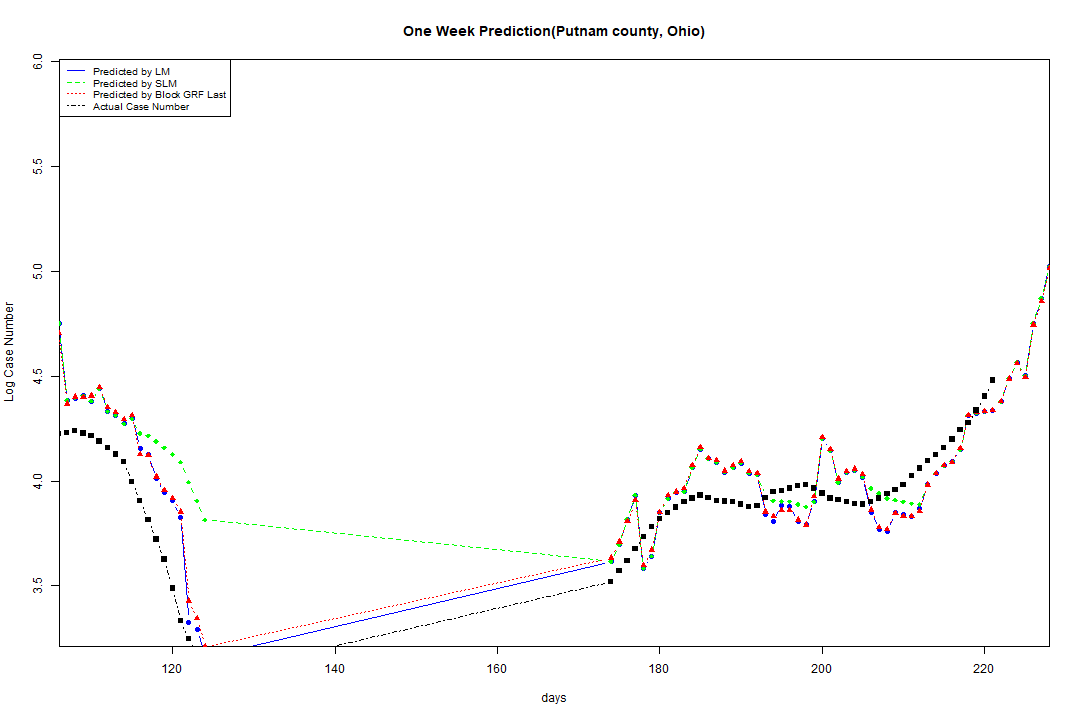 One Week Prediction(Putnam county, Ohio)
Predicted by LM
Predicted by SLM
Predicted by Block GRF Last
Actual Case Number
6.0
5.5
5.0
4.5
4.0
3.5
Log Case Number
120 140 160 180 200 220
days